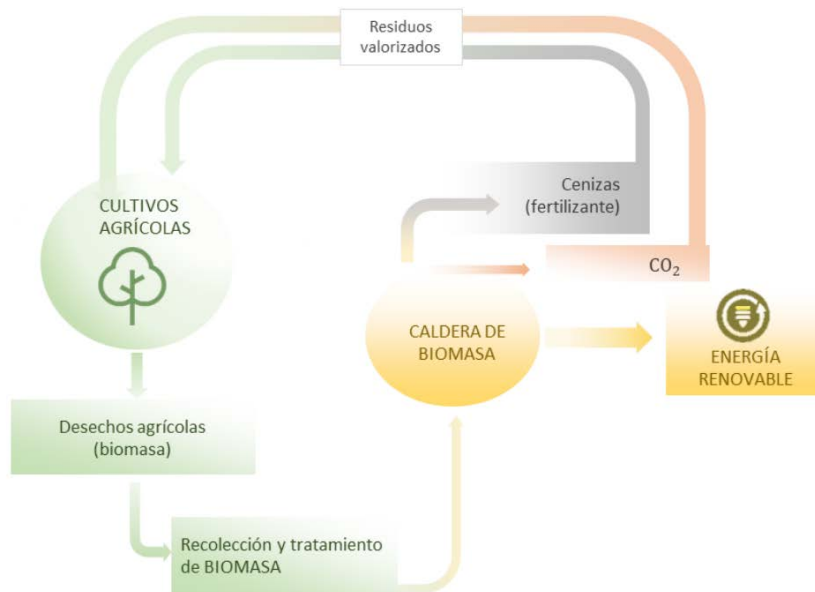 Residuos
valorizados
CULTIVOS
AGRÍCOLAS
Cenizas
(fertilizante)
CO₂
CALDERA DE
BIOMASA
ENERGÍA
RENOVABLE
Desechos agrícolas
(biomasa)
Recolección y tratamiento
de BIOMASA